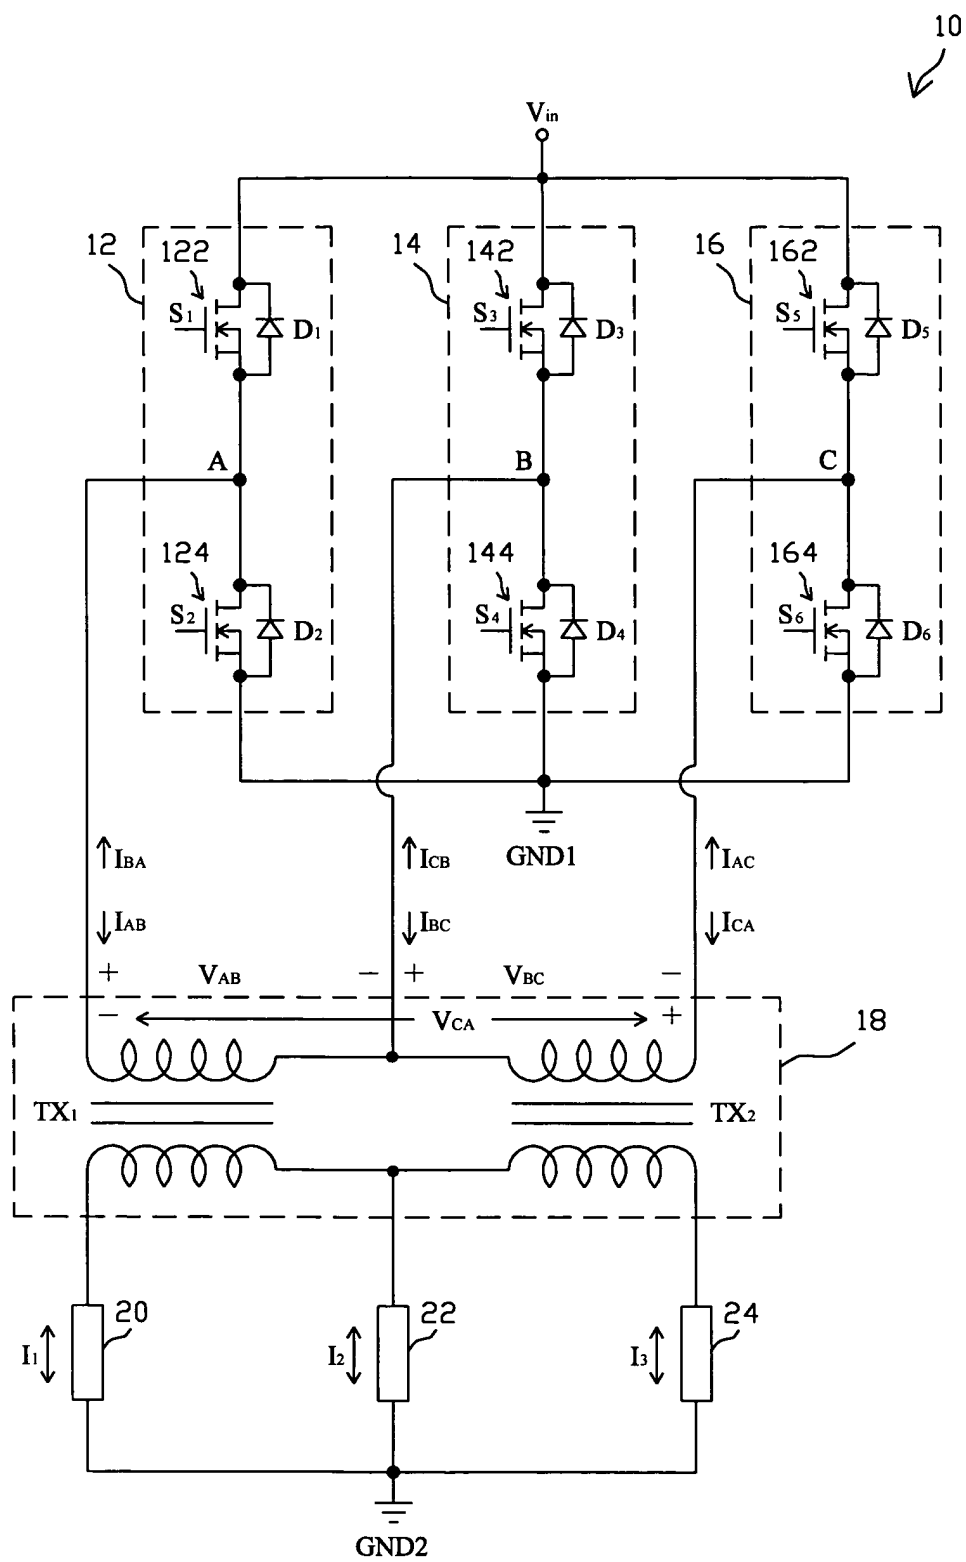 10
Vin
12
122
14
142
16
162
S1
D1
S3
D3
S5
D5
A
B
C
124
144
164
S2
D2
S4
D4
S6
D6
GND1
IBA
ICB
IAC
IAB
IBC
ICA
+ VAB − + VBC −
− VCA +
18
TX1
TX2
20
22
24
I1
I2
I3
GND2